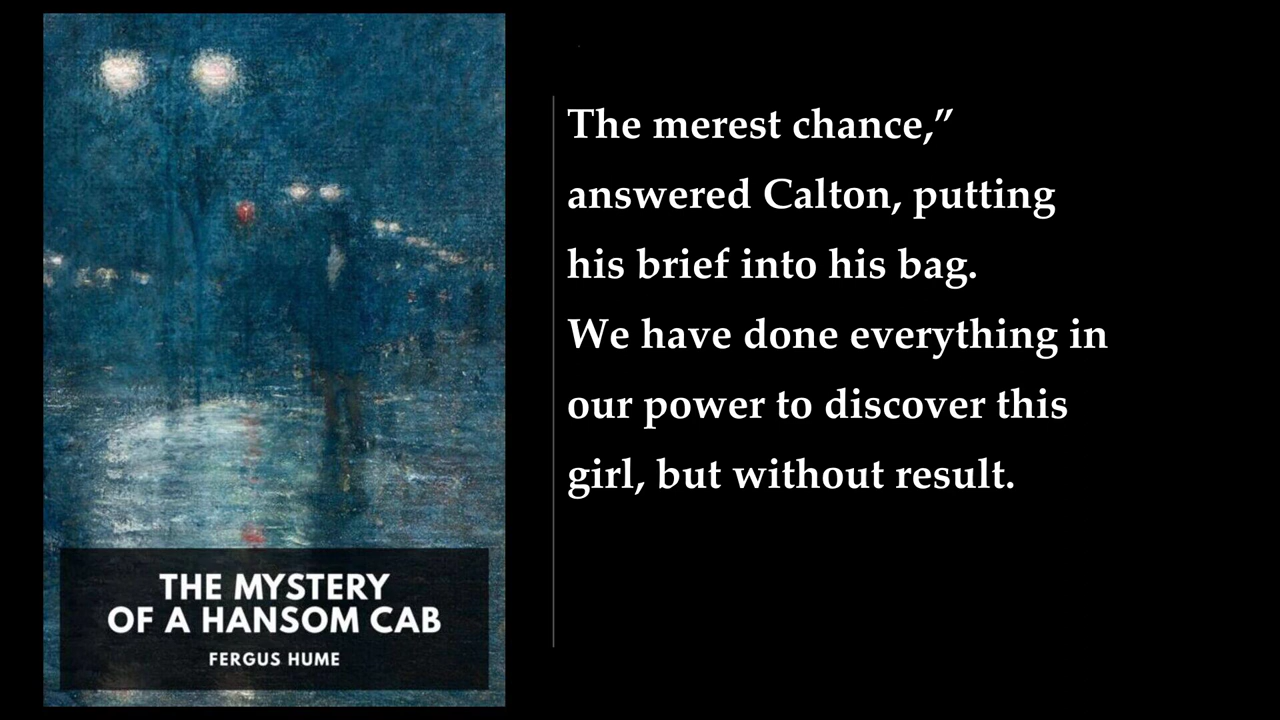 The merest chance,”
answered Calton, putting
his brief into his bag.
We have done everything in
our power to discover this
girl, but without result.
THE MYSTERY
OF A HANSOM CAB
FERGUS HUME